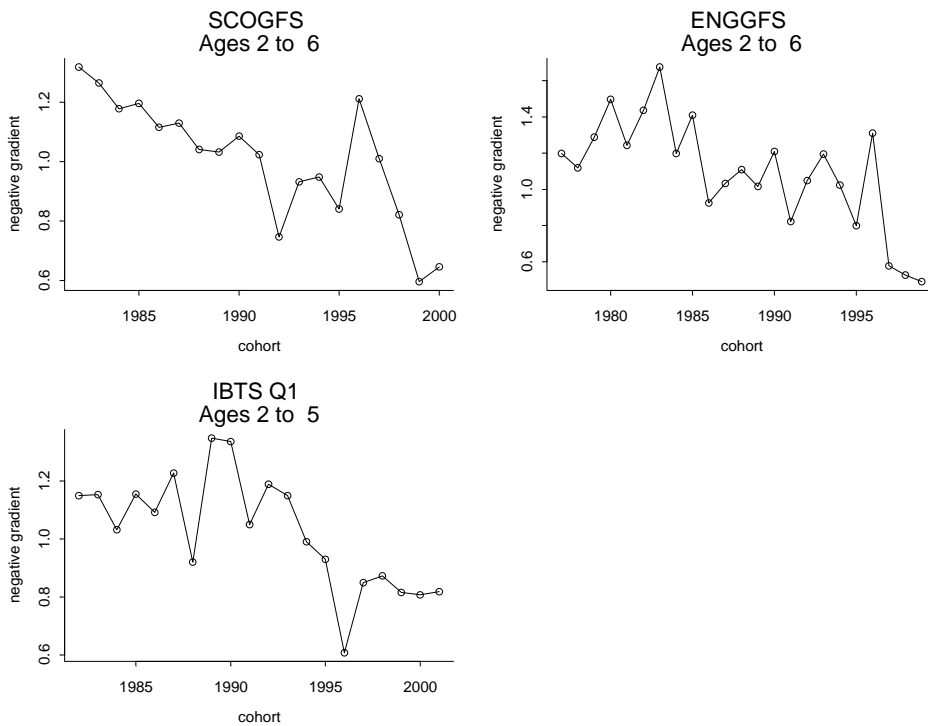 SCOGFS
Ages 2 to 6
negative gradient
0.6 0.8 1.0 1.2
1985 1990 1995 2000
cohort
ENGGFS
Ages 2 to 6
negative gradient
0.6 1.0 1.4
1980 1985 1990 1995
cohort
IBTS Q1
Ages 2 to 5
negative gradient
0.6 0.8 1.0 1.2
1985 1990 1995 2000
cohort